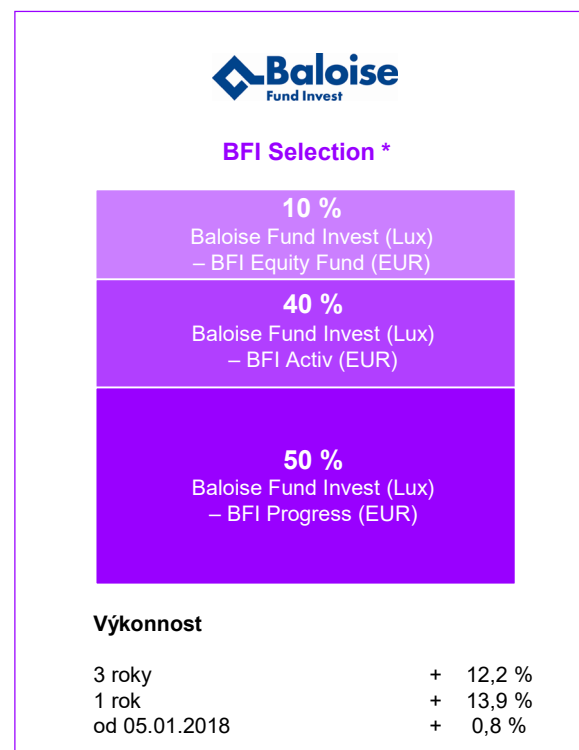 Baloise
Fund Invest
BFI Selection *
10 %
Baloise Fund Invest (Lux)
– BFI Equity Fund (EUR)
40 %
Baloise Fund Invest (Lux)
– BFI Activ (EUR)
50 %
Baloise Fund Invest (Lux)
– BFI Progress (EUR)
Výkonnost
3 roky + 12,2 %
1 rok + 13,9 %
od 05.01.2018 + 0,8 %